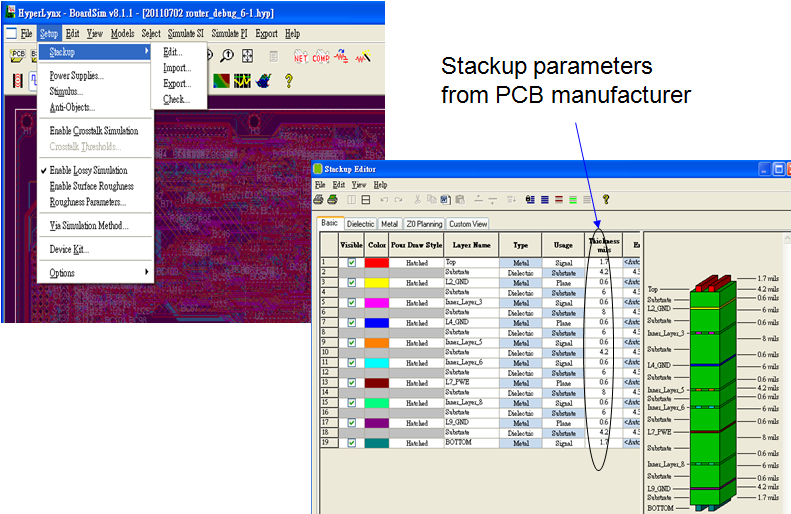 HyperLynx - BoardSim v8.1.1 - [20110702 router_debug_6-1.hyp]
File Setup Edit View Models Select Simulate SI Simulate PI Export Help
Stackup
Power Supplies...
Stimulus...
Anti-Objects...
Enable Crosstalk Simulation
Crosstalk Thresholds...
Enable Lossy Simulation
Enable Surface Roughness
Roughness Parameters...
Via Simulation Method...
Device Kit...
Options
Edit...
Import...
Export...
Check...
PCB
NET COMP
Stackup parameters
from PCB manufacturer
Stackup Editor
File Edit View Help
Basic Dielectric Metal Z0 Planning Custom View
Visible Color Pour Draw Style Layer Name Type Usage Thickness
mils
1 Hatched Top Metal Signal 1.7 <Auto
2 Substrate Dielectric Substrate 4.2 4.3
3 Hatched L2_GND Metal Plane 0.6 <Auto
4 Substrate Dielectric Substrate 6 4.3
5 Hatched Inner_Layer_3 Metal Signal 0.6 <Auto
6 Substrate Dielectric Substrate 8 4.3
7 Hatched L4_GND Metal Plane 0.6 <Auto
8 Substrate Dielectric Substrate 6 4.3
9 Hatched Inner_Layer_5 Metal Signal 0.6 <Auto
10 Substrate Dielectric Substrate 4.2 4.3
11 Hatched Inner_Layer_6 Metal Signal 0.6 <Auto
12 Substrate Dielectric Substrate 6 4.3
13 Hatched L7_PWE Metal Plane 0.6 <Auto
14 Substrate Dielectric Substrate 8 4.3
15 Hatched Inner_Layer_8 Metal Signal 0.6 <Auto
16 Substrate Dielectric Substrate 6 4.3
17 Hatched L9_GND Metal Plane 0.6 <Auto
18 Substrate Dielectric Substrate 4.2 4.3
19 Hatched BOTTOM Metal Signal 1.7 <Auto
Top 1.7 mils
Substrate 4.2 mils
L2_GND 0.6 mils
Substrate 6 mils
Inner_Layer_3 0.6 mils
Substrate 8 mils
L4_GND 0.6 mils
Substrate 6 mils
Inner_Layer_5 0.6 mils
Substrate 4.2 mils
Inner_Layer_6 0.6 mils
Substrate 6 mils
L7_PWE 0.6 mils
Substrate 8 mils
Inner_Layer_8 0.6 mils
Substrate 6 mils
L9_GND 0.6 mils
Substrate 4.2 mils
BOTTOM 1.7 mils